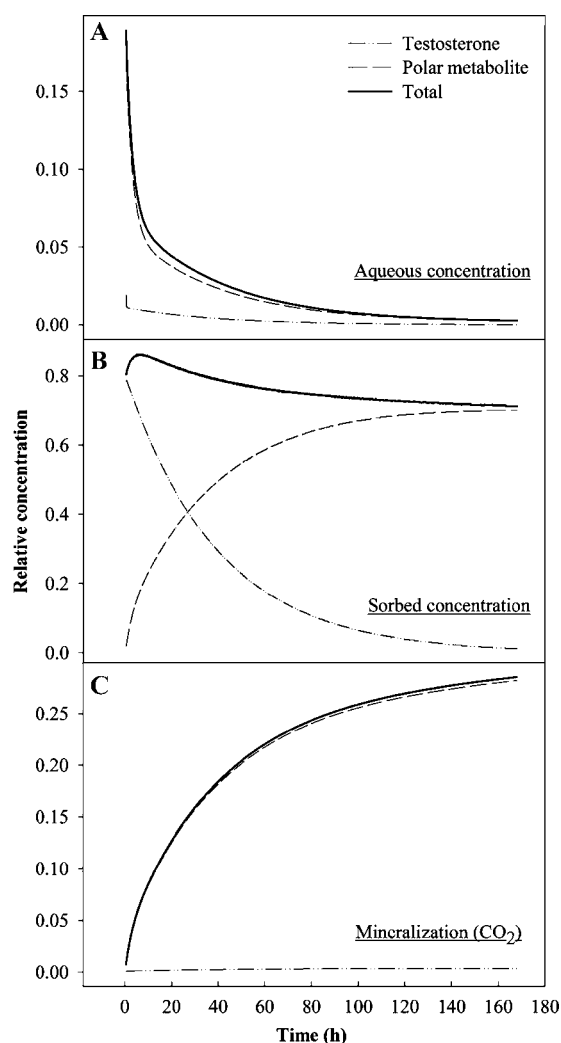 A
Testosterone
Polar metabolite
Total
0.15
0.10
0.05
0.00
Aqueous concentration
B
0.8
0.6
0.4
0.2
0.0
Sorbed concentration
Relative concentration
C
0.25
0.20
0.15
0.10
0.05
0.00
Mincralization (CO2)
0 20 40 60 80 100 120 140 160 180
Time (h)